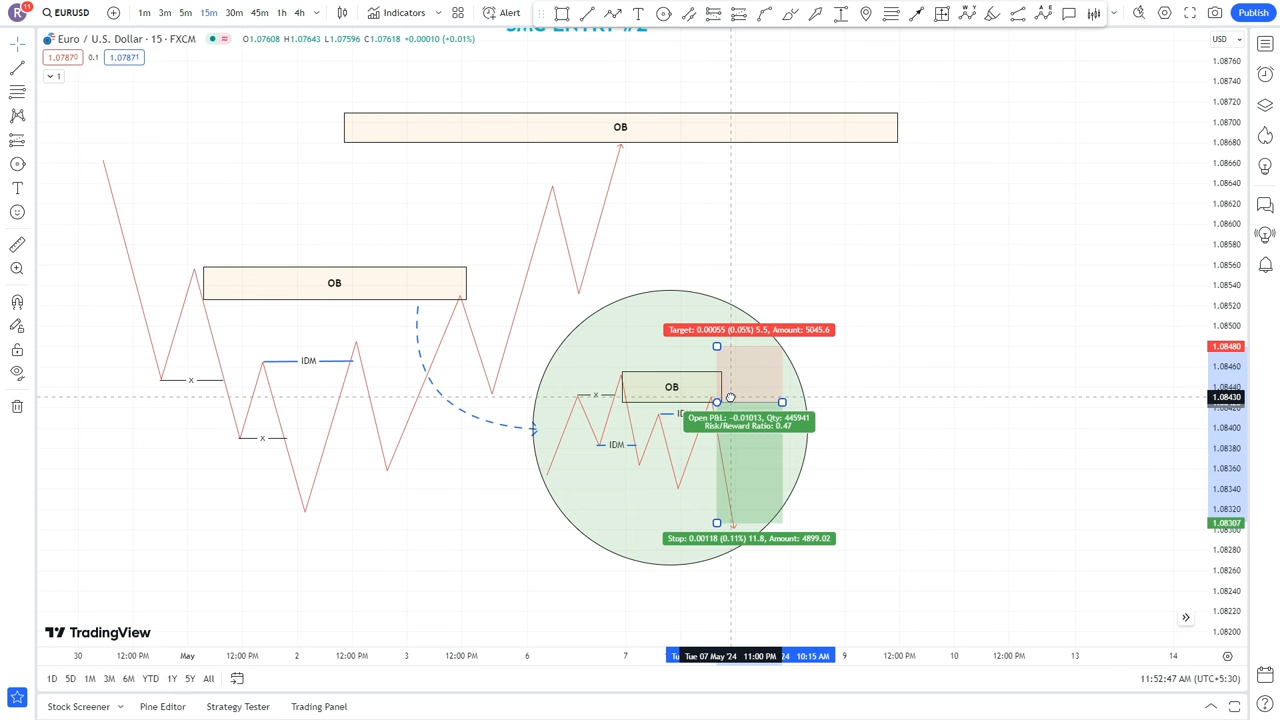 R
11
EURUSD
1m 3m 5m 15m 30m 45m 1h 4h
Indicators
Alert
Publish
SMC ENTRY #2
Euro / U.S. Dollar · 15 · FXCM
O1.07608 H1.07643 L1.07596 C1.07618 +0.00010 (+0.01%)
1.07870 0.1 1.07871
1
USD
1.08760
1.08740
1.08720
1.08700
1.08680
1.08660
1.08640
1.08620
1.08600
1.08580
1.08560
1.08540
1.08520
1.08500
1.08480
1.08460
1.08440
1.08430
1.08400
1.08380
1.08360
1.08340
1.08320
1.08307
1.08300
1.08280
1.08260
1.08240
1.08220
1.08200
OB
OB
IDM
x
x
Target: 0.00055 (0.05%) 5.5, Amount: 5045.6
OB
x
Open P&L: −0.01013, Qty: 445941
Risk/Reward Ratio: 0.47
IDM
Stop: 0.00118 (0.11%) 11.8, Amount: 4899.02
TradingView
30 12:00 PM May 12:00 PM 2 12:00 PM 3 12:00 PM 6 7 Tue 07 May '24 11:00 PM 24 10:15 AM 9 12:00 PM 10 12:00 PM 13 14
1D 5D 1M 3M 6M YTD 1Y 5Y All
11:52:47 AM (UTC+5:30)
Stock Screener Pine Editor Strategy Tester Trading Panel